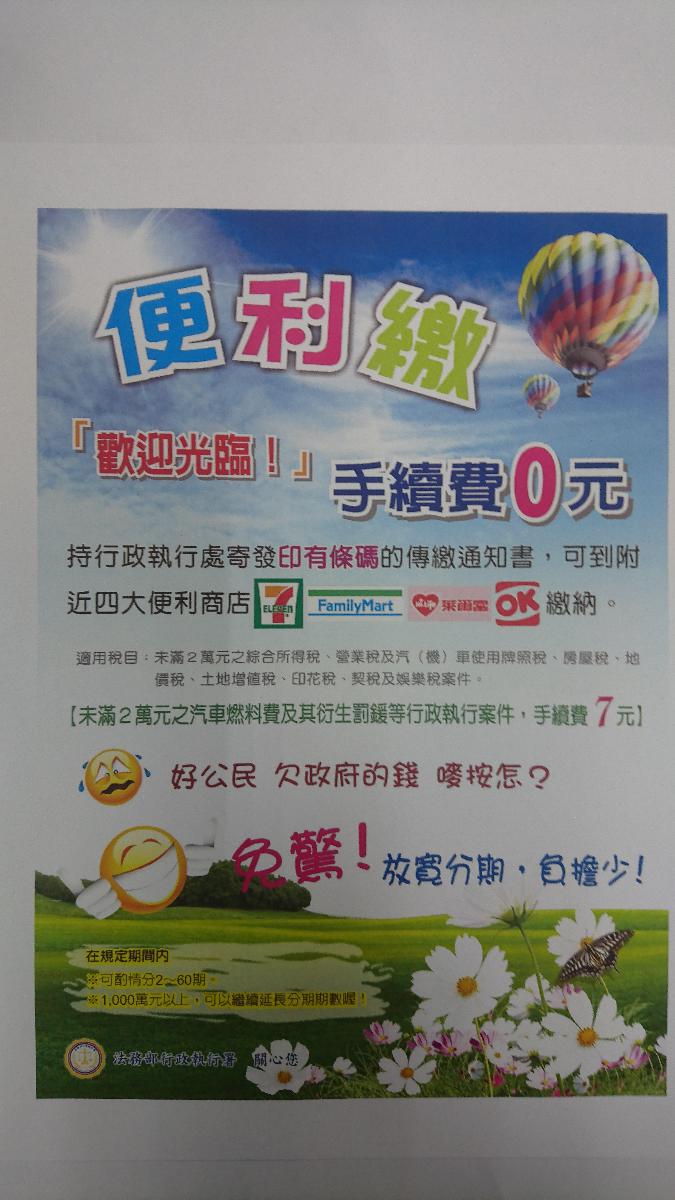 便利繳
「歡迎光臨！」
手續費0元
持行政執行處寄發印有條碼的傳繳通知書，可到附
近四大便利商店 7 ELEVEN FamilyMart Hi-Life 萊爾富 OK 繳納。
適用稅目：未滿２萬元之綜合所得稅、營業稅及汽（機）車使用牌照稅、房屋稅、地
價稅、土地增值稅、印花稅、契稅及娛樂稅案件。
【未滿２萬元之汽車燃料費及其衍生罰鍰等行政執行案件，手續費 7 元】
好公民 欠政府的錢 嘜按怎？
免驚！
放寬分期，負擔少！
在規定期間内
※可酌情分2～60期。
※1,000萬元以上，可以繼續延長分期期數喔！
法務部行政執行署 關心您